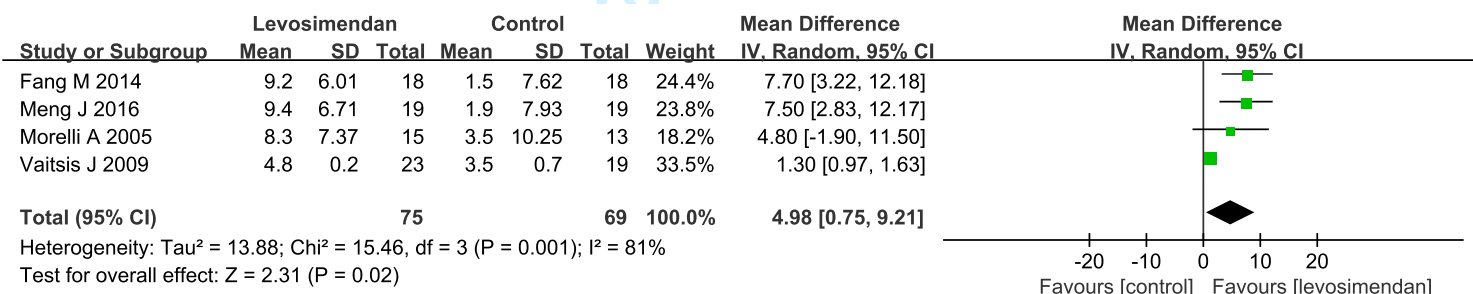 Levosimendan Control Mean Difference Mean Difference
Study or Subgroup Mean SD Total Mean SD Total Weight IV, Random, 95% CI IV, Random, 95% CI
Fang M 2014 9.2 6.01 18 1.5 7.62 18 24.4% 7.70 [3.22, 12.18]
Meng J 2016 9.4 6.71 19 1.9 7.93 19 23.8% 7.50 [2.83, 12.17]
Morelli A 2005 8.3 7.37 15 3.5 10.25 13 18.2% 4.80 [-1.90, 11.50]
Vaitsis J 2009 4.8 0.2 23 3.5 0.7 19 33.5% 1.30 [0.97, 1.63]
Total (95% CI) 75 69 100.0% 4.98 [0.75, 9.21]
Heterogeneity: Tau² = 13.88; Chi² = 15.46, df = 3 (P = 0.001); I² = 81%
Test for overall effect: Z = 2.31 (P = 0.02)
-20 -10 0 10 20
Favours [control] Favours [levosimendan]